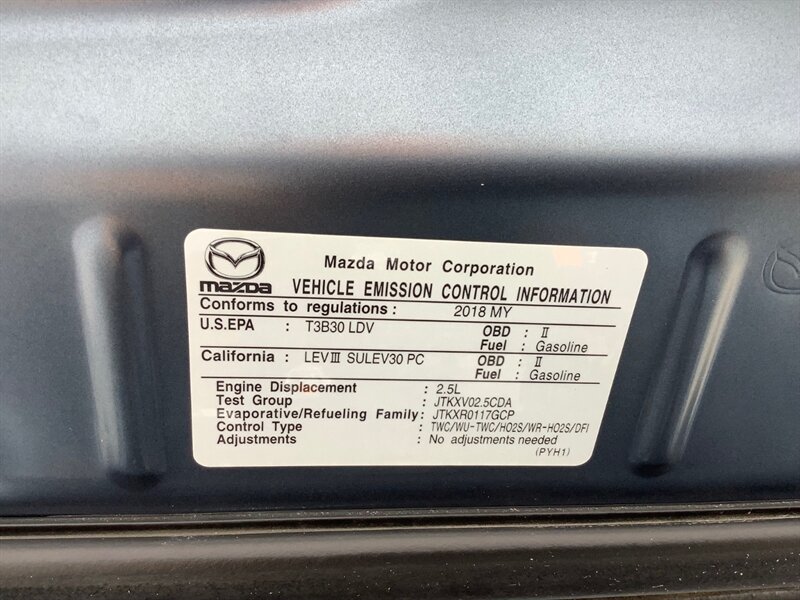 Mazda Motor Corporation
mazda VEHICLE EMISSION CONTROL INFORMATION
Conforms to regulations : 2018 MY
U.S.EPA : T3B30 LDV OBD : II
Fuel : Gasoline
California : LEVⅢ SULEV30 PC OBD : II
Fuel : Gasoline
Engine Displacement : 2.5L
Test Group : JTKXV02.5CDA
Evaporative/Refueling Family: JTKXR0117GCP
Control Type : TWC/WU-TWC/HO2S/WR-HO2S/DFI
Adjustments : No adjustments needed
(PYH1)